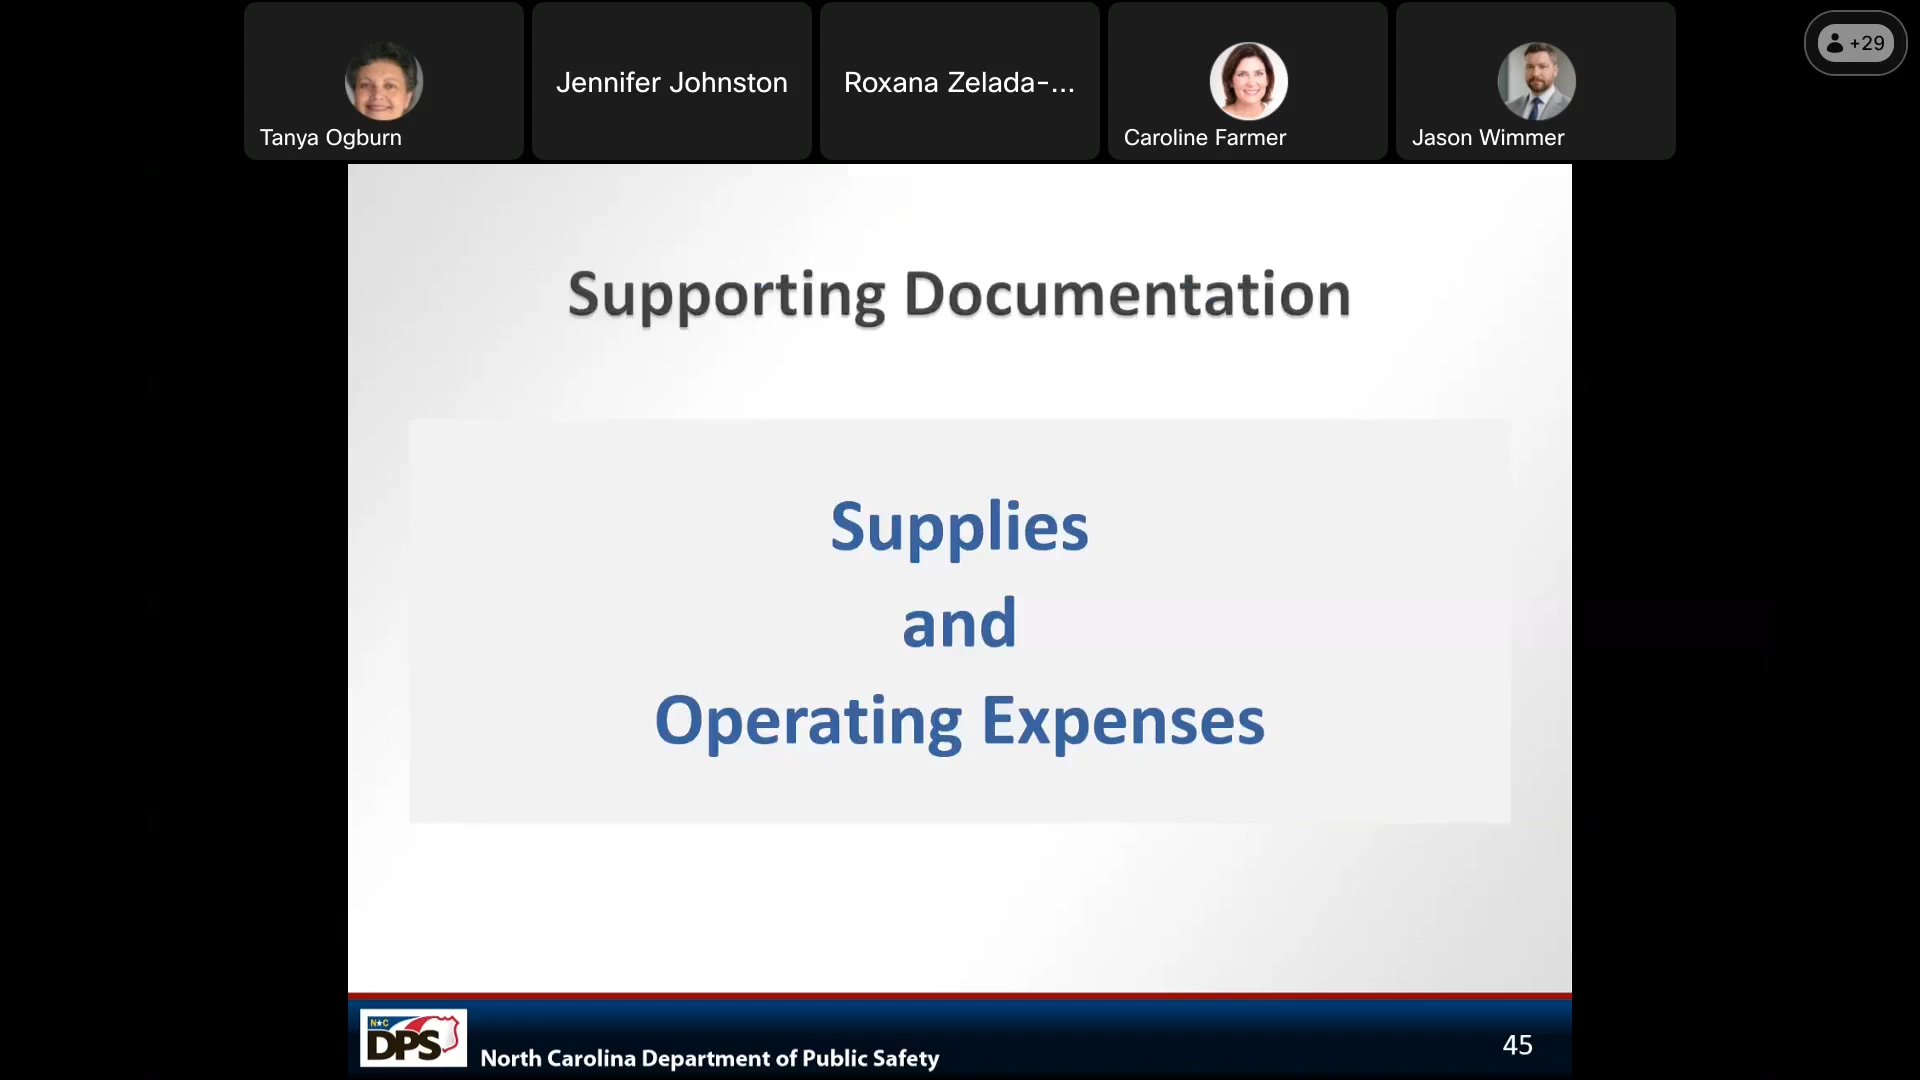 Tanya Ogburn
Jennifer Johnston
Roxana Zelada-...
Caroline Farmer
Jason Wimmer
+29
Supporting Documentation
Supplies
and
Operating Expenses
N★C
DPS
North Carolina Department of Public Safety
45